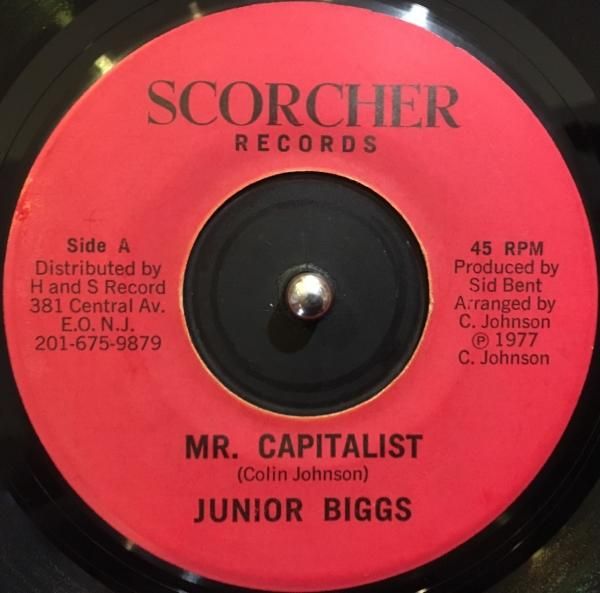 SCORCHER
RECORDS
Side A
Distributed by
H and S Record
381 Central Av.
E.O. N.J.
201-675-9879
45 RPM
Produced by
Sid Bent
Arranged by
C. Johnson
℗ 1977
C. Johnson
MR. CAPITALIST
(Colin Johnson)
JUNIOR BIGGS